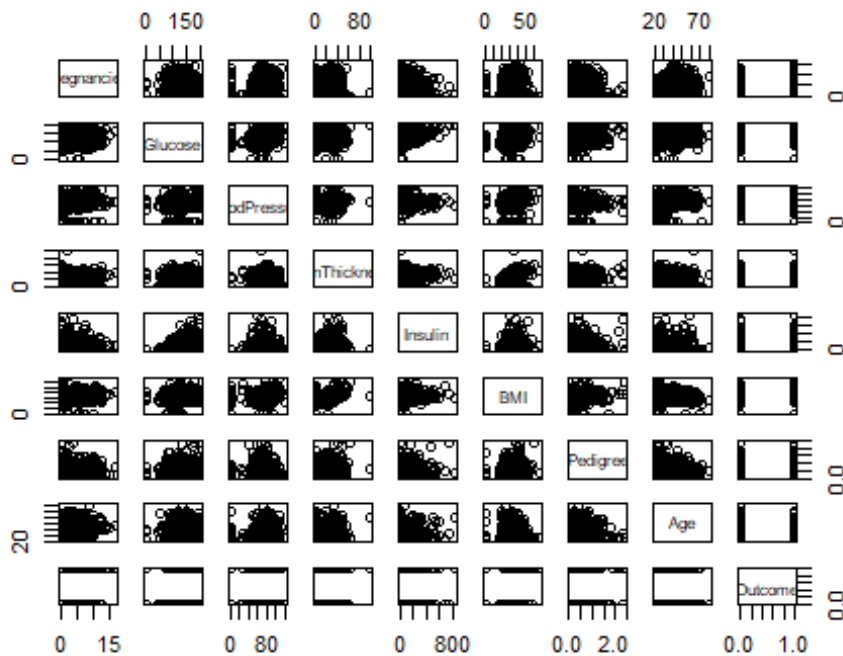 0 150 0 80 0 50 20 70
egnancie 0
0 Glucose
odPress 0
0 nThickne
Insulin 0
0 BMI
Pedigree 0.0
20 Age
Outcome 0.0
0 15 0 80 0 800 0.0 2.0 0.0 1.0